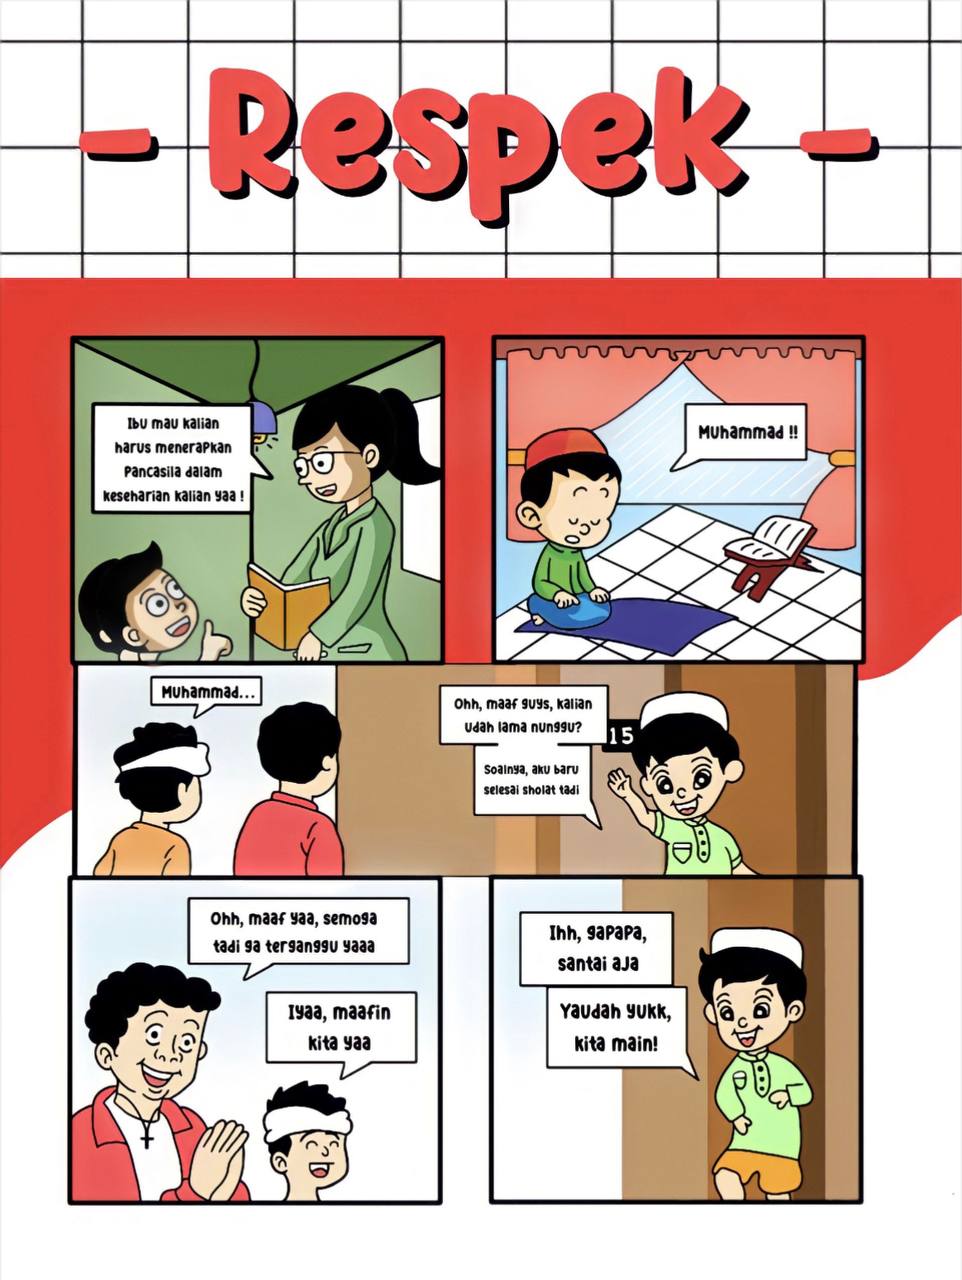 - Respek -
Ibu mau kalian
harus menerapkan
Pancasila dalam
keseharian kalian yaa !
Muhammad !!
Muhammad...
Ohh, maaf guys, kalian
udah lama nunggu?
15
Soalnya, aku baru
selesai sholat tadi
Ohh, maaf yaa, semoga
tadi ga terganggu yaaa
Iyaa, maafin
kita yaa
Ihh, gapapa,
santai aja
Yaudah yukk,
kita main!